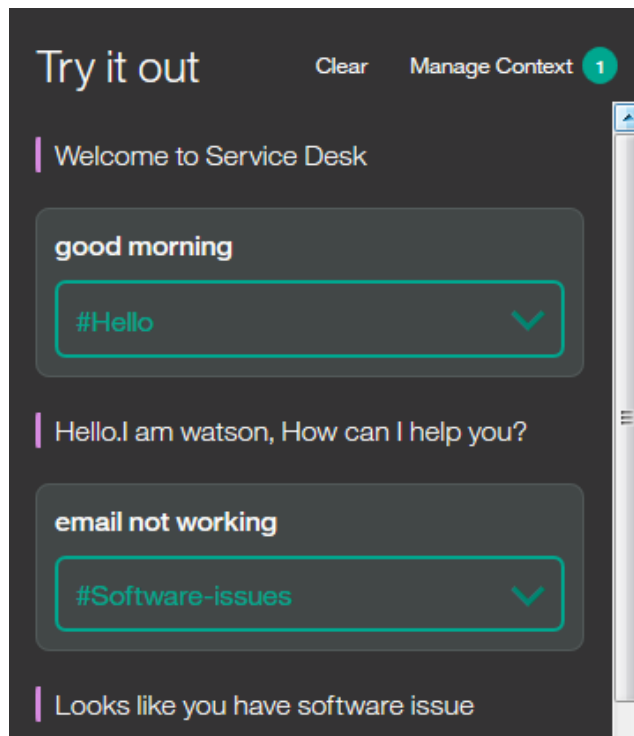 Try it out Clear Manage Context 1
Welcome to Service Desk
good morning
#Hello
Hello.I am watson, How can I help you?
email not working
#Software-issues
Looks like you have software issue